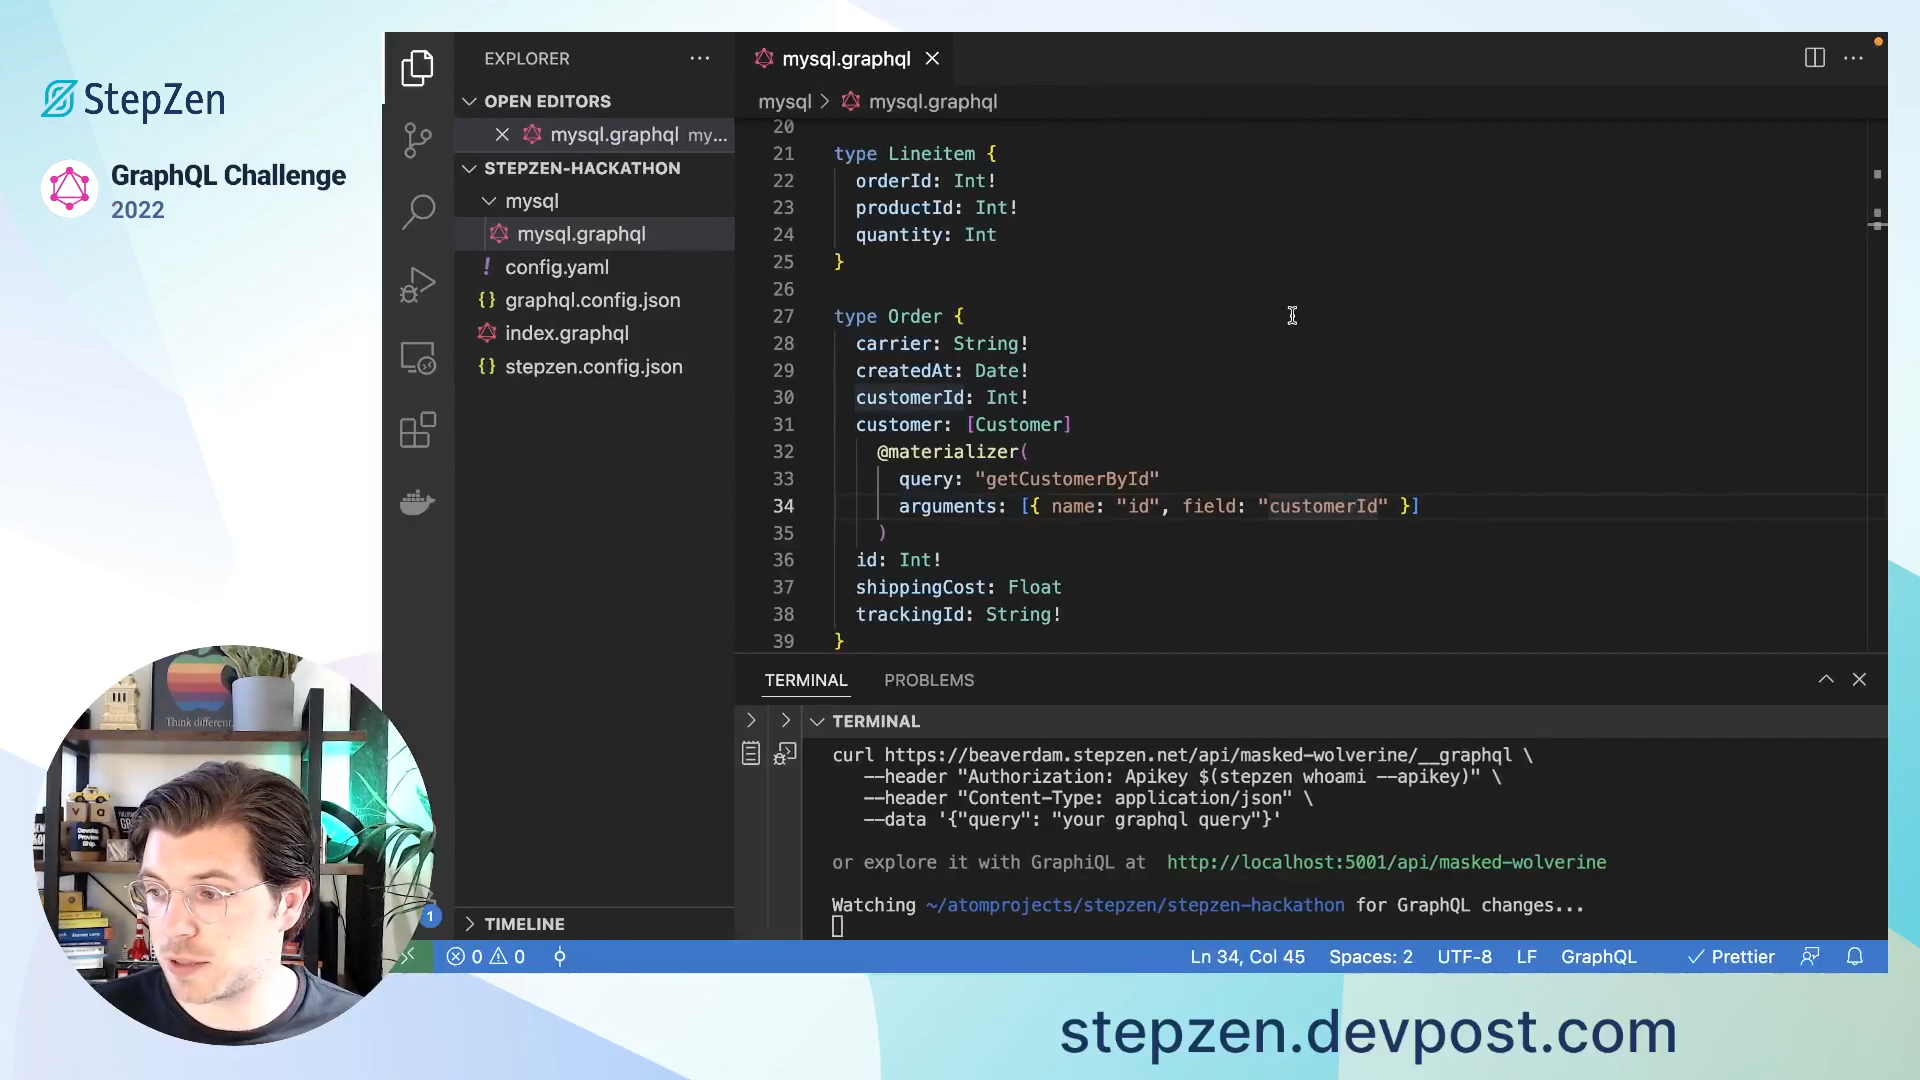 StepZen
GraphQL Challenge
2022
EXPLORER
OPEN EDITORS
mysql.graphql my...
STEPZEN-HACKATHON
mysql
mysql.graphql
config.yaml
graphql.config.json
index.graphql
stepzen.config.json
TIMELINE
mysql.graphql
mysql > mysql.graphql
20
21 type Lineitem {
22 orderId: Int!
23 productId: Int!
24 quantity: Int
25 }
26
27 type Order {
28 carrier: String!
29 createdAt: Date!
30 customerId: Int!
31 customer: [Customer]
32 @materializer(
33 query: "getCustomerById"
34 arguments: [{ name: "id", field: "customerId" }]
35 )
36 id: Int!
37 shippingCost: Float
38 trackingId: String!
39 }
TERMINAL PROBLEMS
TERMINAL
curl https://beaverdam.stepzen.net/api/masked-wolverine/__graphql \
--header "Authorization: Apikey $(stepzen whoami --apikey)" \
--header "Content-Type: application/json" \
--data '{"query": "your graphql query"}'
or explore it with GraphiQL at http://localhost:5001/api/masked-wolverine
Watching ~/atomprojects/stepzen/stepzen-hackathon for GraphQL changes...
1
0 0 Ln 34, Col 45 Spaces: 2 UTF-8 LF GraphQL Prettier
Think different.
stepzen.devpost.com